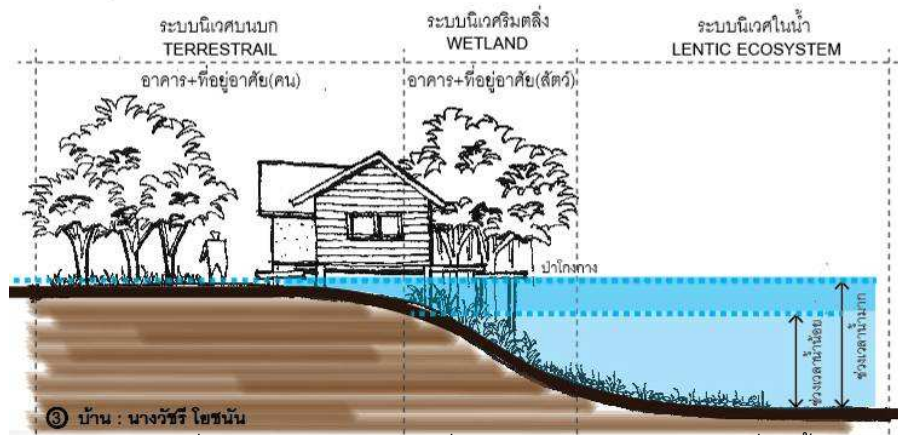 ระบบนิเวศบนบก
TERRESTRAIL
ระบบนิเวศริมตลิ่ง
WETLAND
ระบบนิเวศในน้ำ
LENTIC ECOSYSTEM
อาคาร+ที่อยู่อาศัย(คน)
อาคาร+ที่อยู่อาศัย(สัตว์)
ป่าโกงกาง
ช่วงเวลาน้ำน้อย
ช่วงเวลาน้ำมาก
③ บ้าน : นางวัชรี โยชนัน